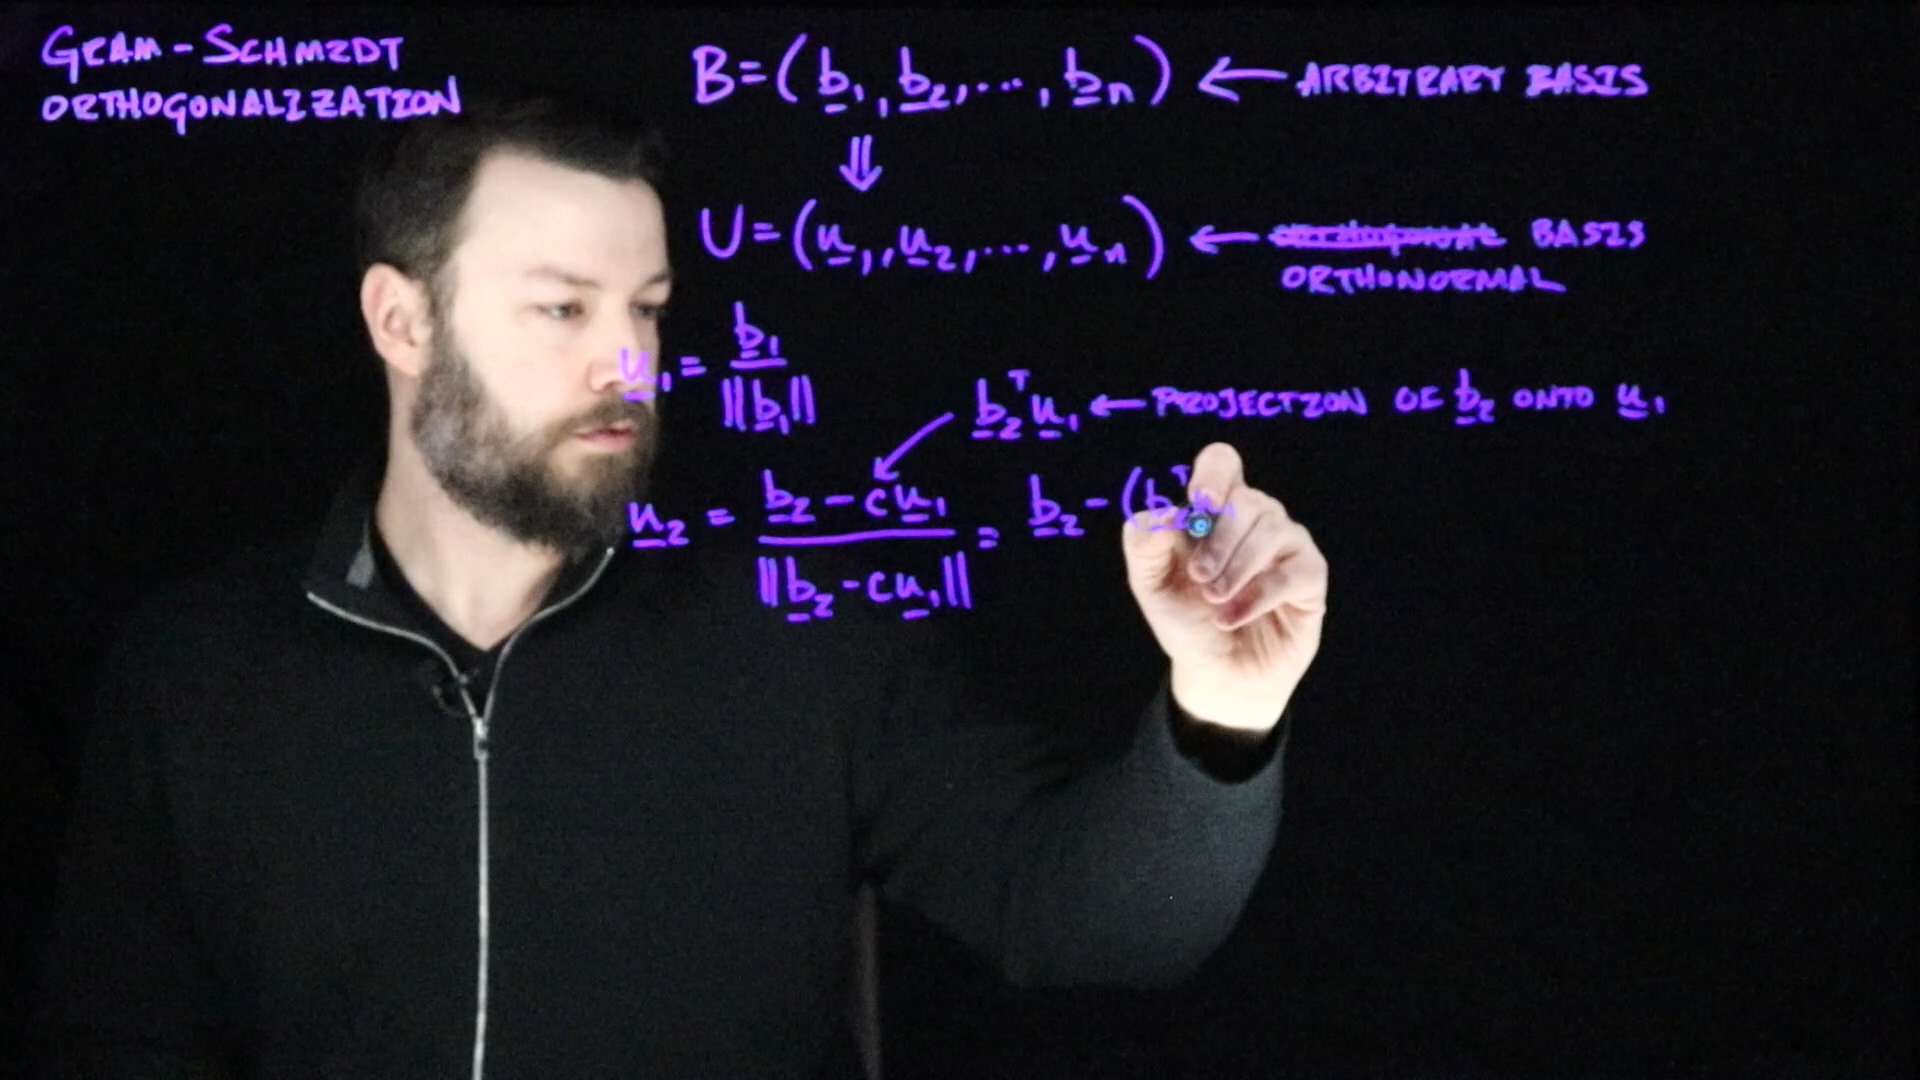 GRAM-SCHMIDT
ORTHOGONALIZATION
B=(b₁,b₂,...,bₙ) ← ARBITRARY BASIS
⇓
U=(u₁,u₂,...,uₙ) ← BASIS
ORTHONORMAL
u₁ = b₁/||b₁||
b₂ᵀu₁ ← PROJECTION OF b₂ ONTO u₁
u₂ = (b₂-cu₁)/||b₂-cu₁|| = b₂-(b₂ᵀu₁